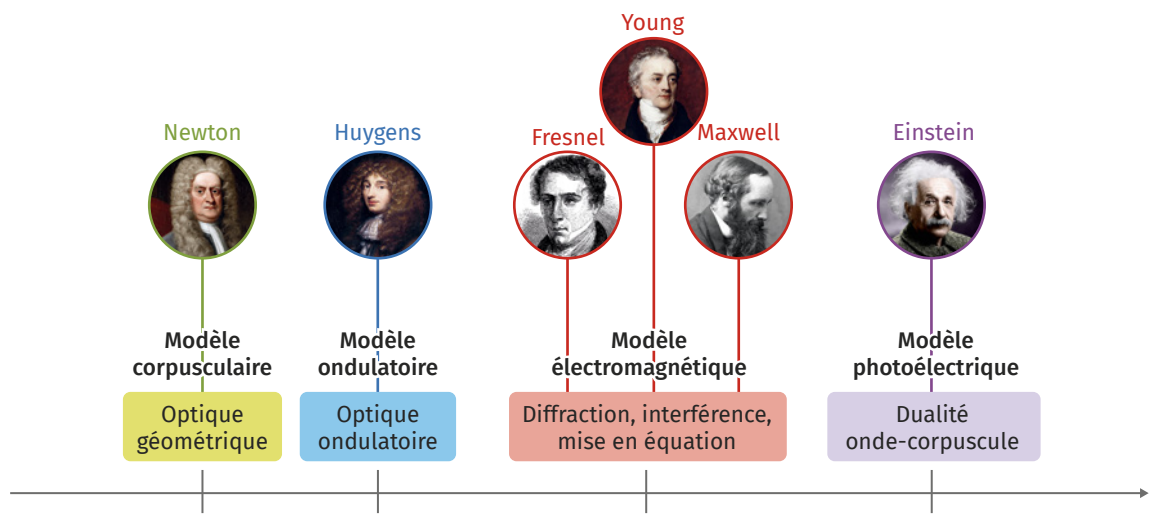 Young
Newton
Huygens
Fresnel
Maxwell
Einstein
Modèle
corpusculaire
Modèle
ondulatoire
Modèle
électromagnétique
Modèle
photoélectrique
Optique
géométrique
Optique
ondulatoire
Diffraction, interférence,
mise en équation
Dualité
onde-corpuscule